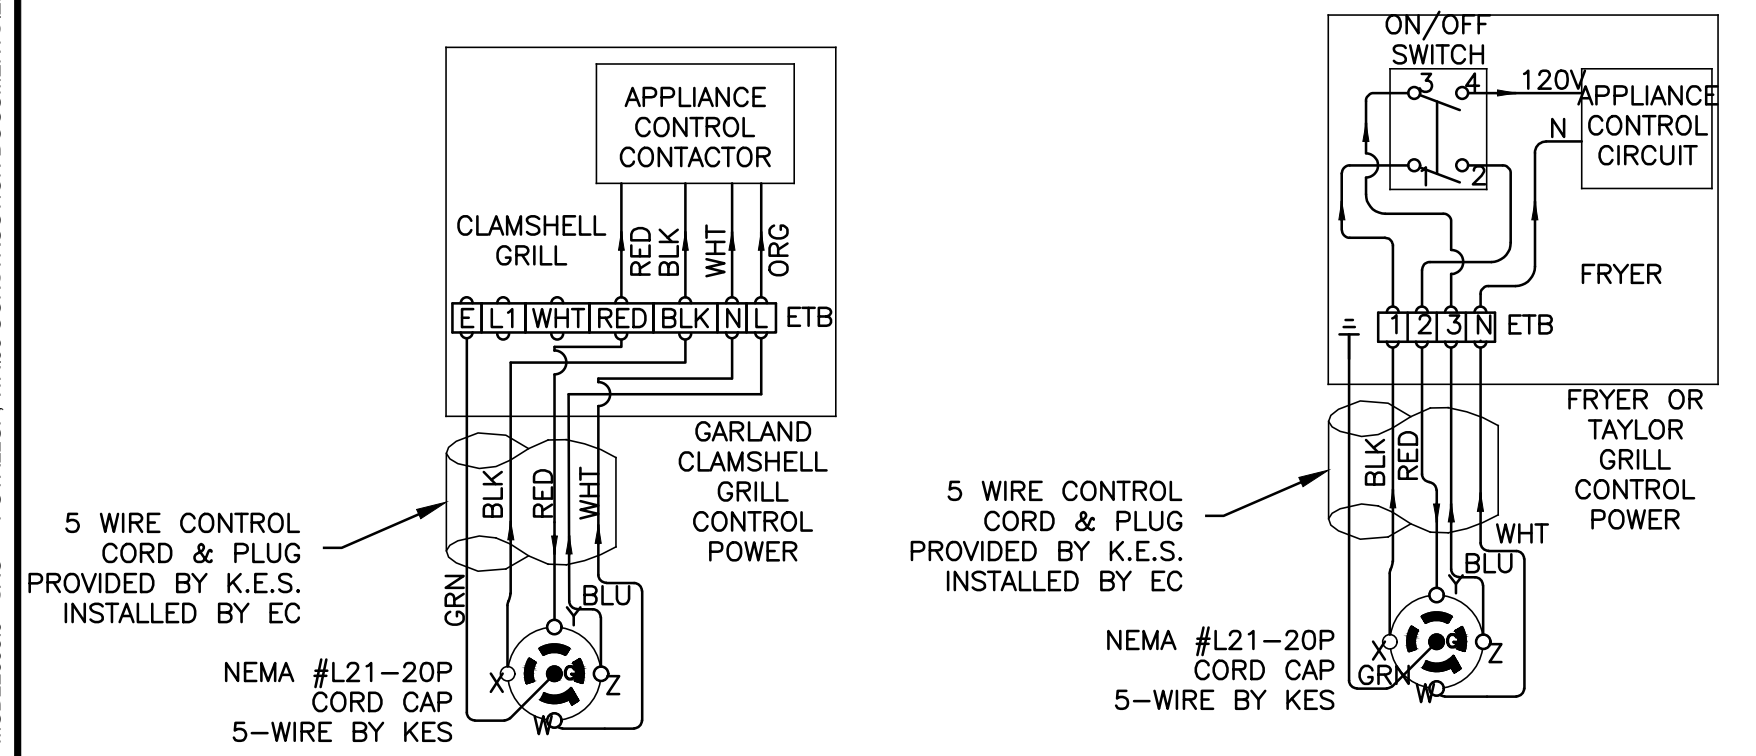 APPLIANCE
CONTROL
CONTACTOR
CLAMSHELL
GRILL
RED
BLK
WHT
ORG
E L1 WHT RED BLK N L ETB
GARLAND
CLAMSHELL
GRILL
CONTROL
POWER
BLK
RED
WHT
5 WIRE CONTROL
CORD & PLUG
PROVIDED BY K.E.S.
INSTALLED BY EC
GRN
BLU
Y
X
G
Z
W
NEMA #L21-20P
CORD CAP
5-WIRE BY KES
ON/OFF
SWITCH
3 4
120V
1 2
N
APPLIANCE
CONTROL
CIRCUIT
FRYER
1 2 3 N ETB
FRYER OR
TAYLOR
GRILL
CONTROL
POWER
BLK
RED
5 WIRE CONTROL
CORD & PLUG
PROVIDED BY K.E.S.
INSTALLED BY EC
WHT
BLU
Y
X
G
Z
GRN
W
NEMA #L21-20P
CORD CAP
5-WIRE BY KES